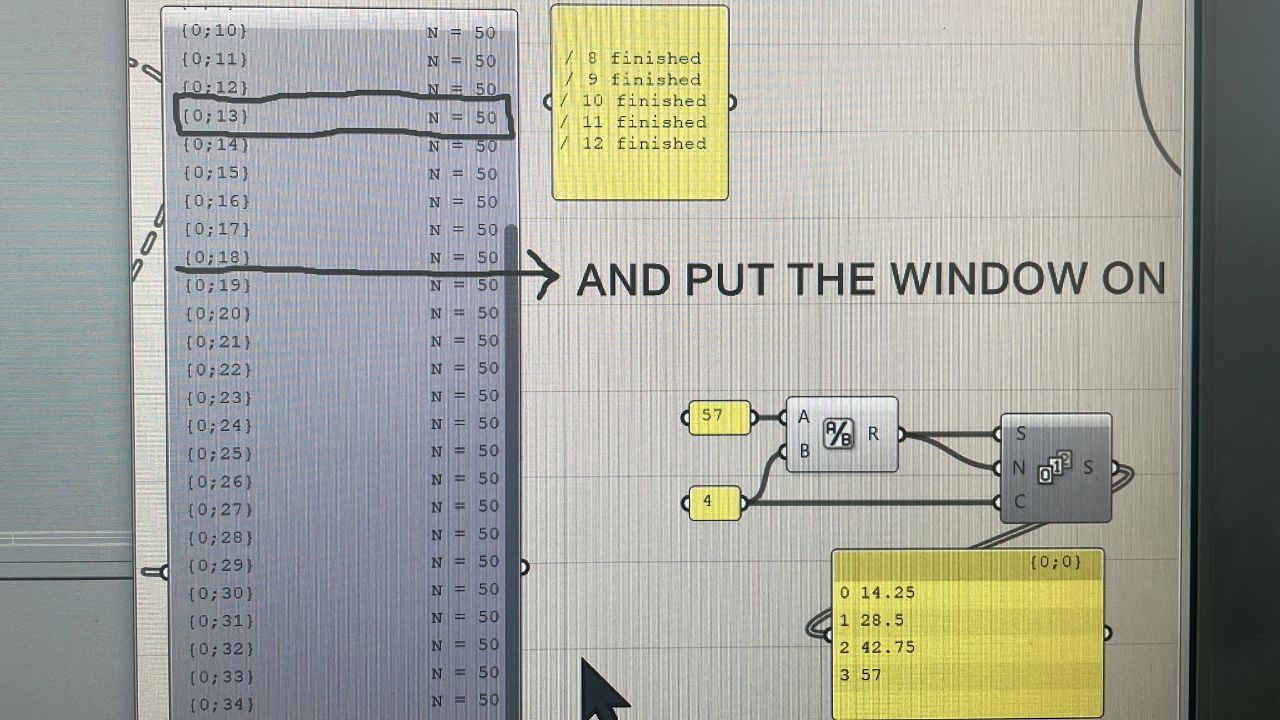 {0;10} N = 50
{0;11} N = 50
{0;12} N = 50
{0;13} N = 50
{0;14} N = 50
{0;15} N = 50
{0;16} N = 50
{0;17} N = 50
{0;18} N = 50
{0;19} N = 50
{0;20} N = 50
{0;21} N = 50
{0;22} N = 50
{0;23} N = 50
{0;24} N = 50
{0;25} N = 50
{0;26} N = 50
{0;27} N = 50
{0;28} N = 50
{0;29} N = 50
{0;30} N = 50
{0;31} N = 50
{0;32} N = 50
{0;33} N = 50
{0;34} N = 50
/ 8 finished
/ 9 finished
/ 10 finished
/ 11 finished
/ 12 finished
AND PUT THE WINDOW ON
57
4
A
B
A/B
R
S
N
C
0 1 2
S
{0;0}
0 14.25
1 28.5
2 42.75
3 57